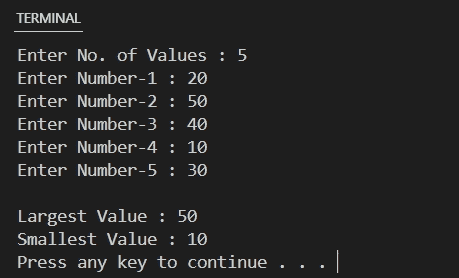 TERMINAL
Enter No. of Values : 5
Enter Number-1 : 20
Enter Number-2 : 50
Enter Number-3 : 40
Enter Number-4 : 10
Enter Number-5 : 30
Largest Value : 50
Smallest Value : 10
Press any key to continue . . .